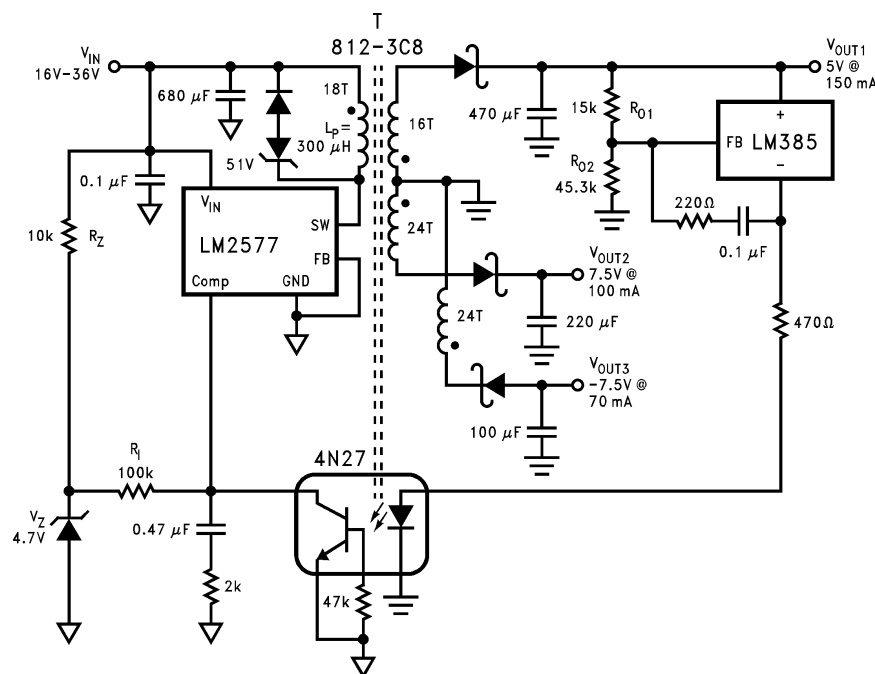 T
812-3C8
V_IN
16V-36V
680 μF
18T
L_P=
300 μH
51V
0.1 μF
10k
R_Z
V_IN
LM2577
SW
FB
Comp
GND
16T
24T
24T
470 μF
15k
R_O1
R_O2
45.3k
V_OUT1
5V @
150 mA
+
FB
LM385
−
220Ω
0.1 μF
470Ω
V_OUT2
7.5V @
100 mA
220 μF
V_OUT3
-7.5V @
70 mA
100 μF
R_I
100k
V_Z
4.7V
0.47 μF
2k
4N27
47k